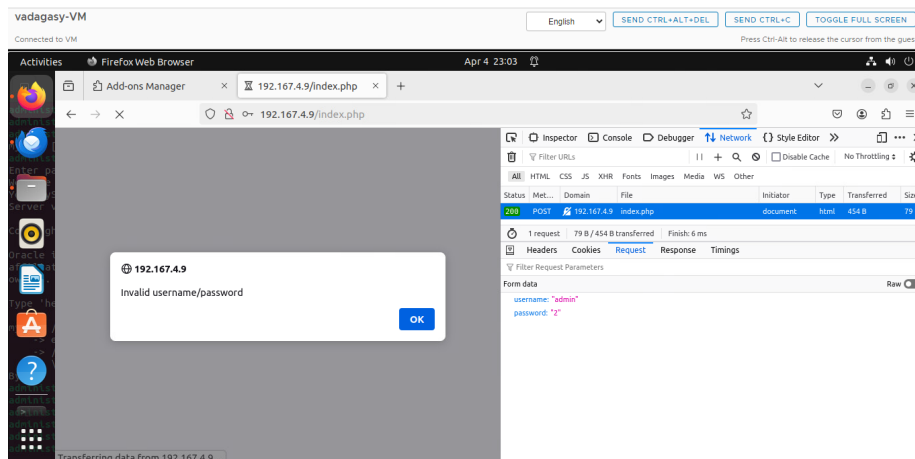 vadagasy-VM
English
SEND CTRL+ALT+DEL
SEND CTRL+C
TOGGLE FULL SCREEN
Connected to VM
Press Ctrl-Alt to release the cursor from the gues
Activities
Firefox Web Browser
Apr 4 23:03
Add-ons Manager
192.167.4.9/index.php
192.167.4.9/index.php
Inspector
Console
Debugger
Network
Style Editor
Filter URLs
Disable Cache
No Throttling
All HTML CSS JS XHR Fonts Images Media WS Other
Status Met... Domain File Initiator Type Transferred Size
200 POST 192.167.4.9 index.php document html 454 B 79
1 request 79 B / 454 B transferred Finish: 6 ms
Headers Cookies Request Response Timings
Filter Request Parameters
Form data
Raw
username: "admin"
password: "2"
192.167.4.9
Invalid username/password
OK
Transferring data from 192.167.4.9...